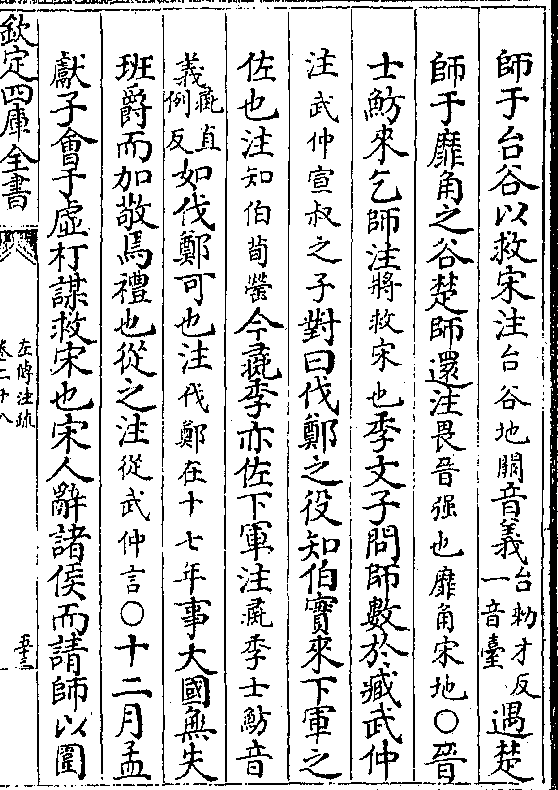 師于台谷以救宋注台谷地闕音義台勅才反一音臺遇楚
師于靡角之谷楚師還注畏晉强也靡角宋地○晉
士魴來乞師注將救宋也季文子問師數於臧武仲
注武仲宣叔之子對曰伐鄭之役知伯實來下軍之
佐也注知伯荀罃今彘季亦佐下軍注彘季士魴音
義彘直例反如伐鄭可也注伐鄭在十七年事大國無失
班爵而加敬焉禮也從之注從武仲言○十二月孟
獻子會于虛朾謀救宋也宋人辭諸侯而請師以圍
欽定四庫全書
左傳注疏
卷二十八